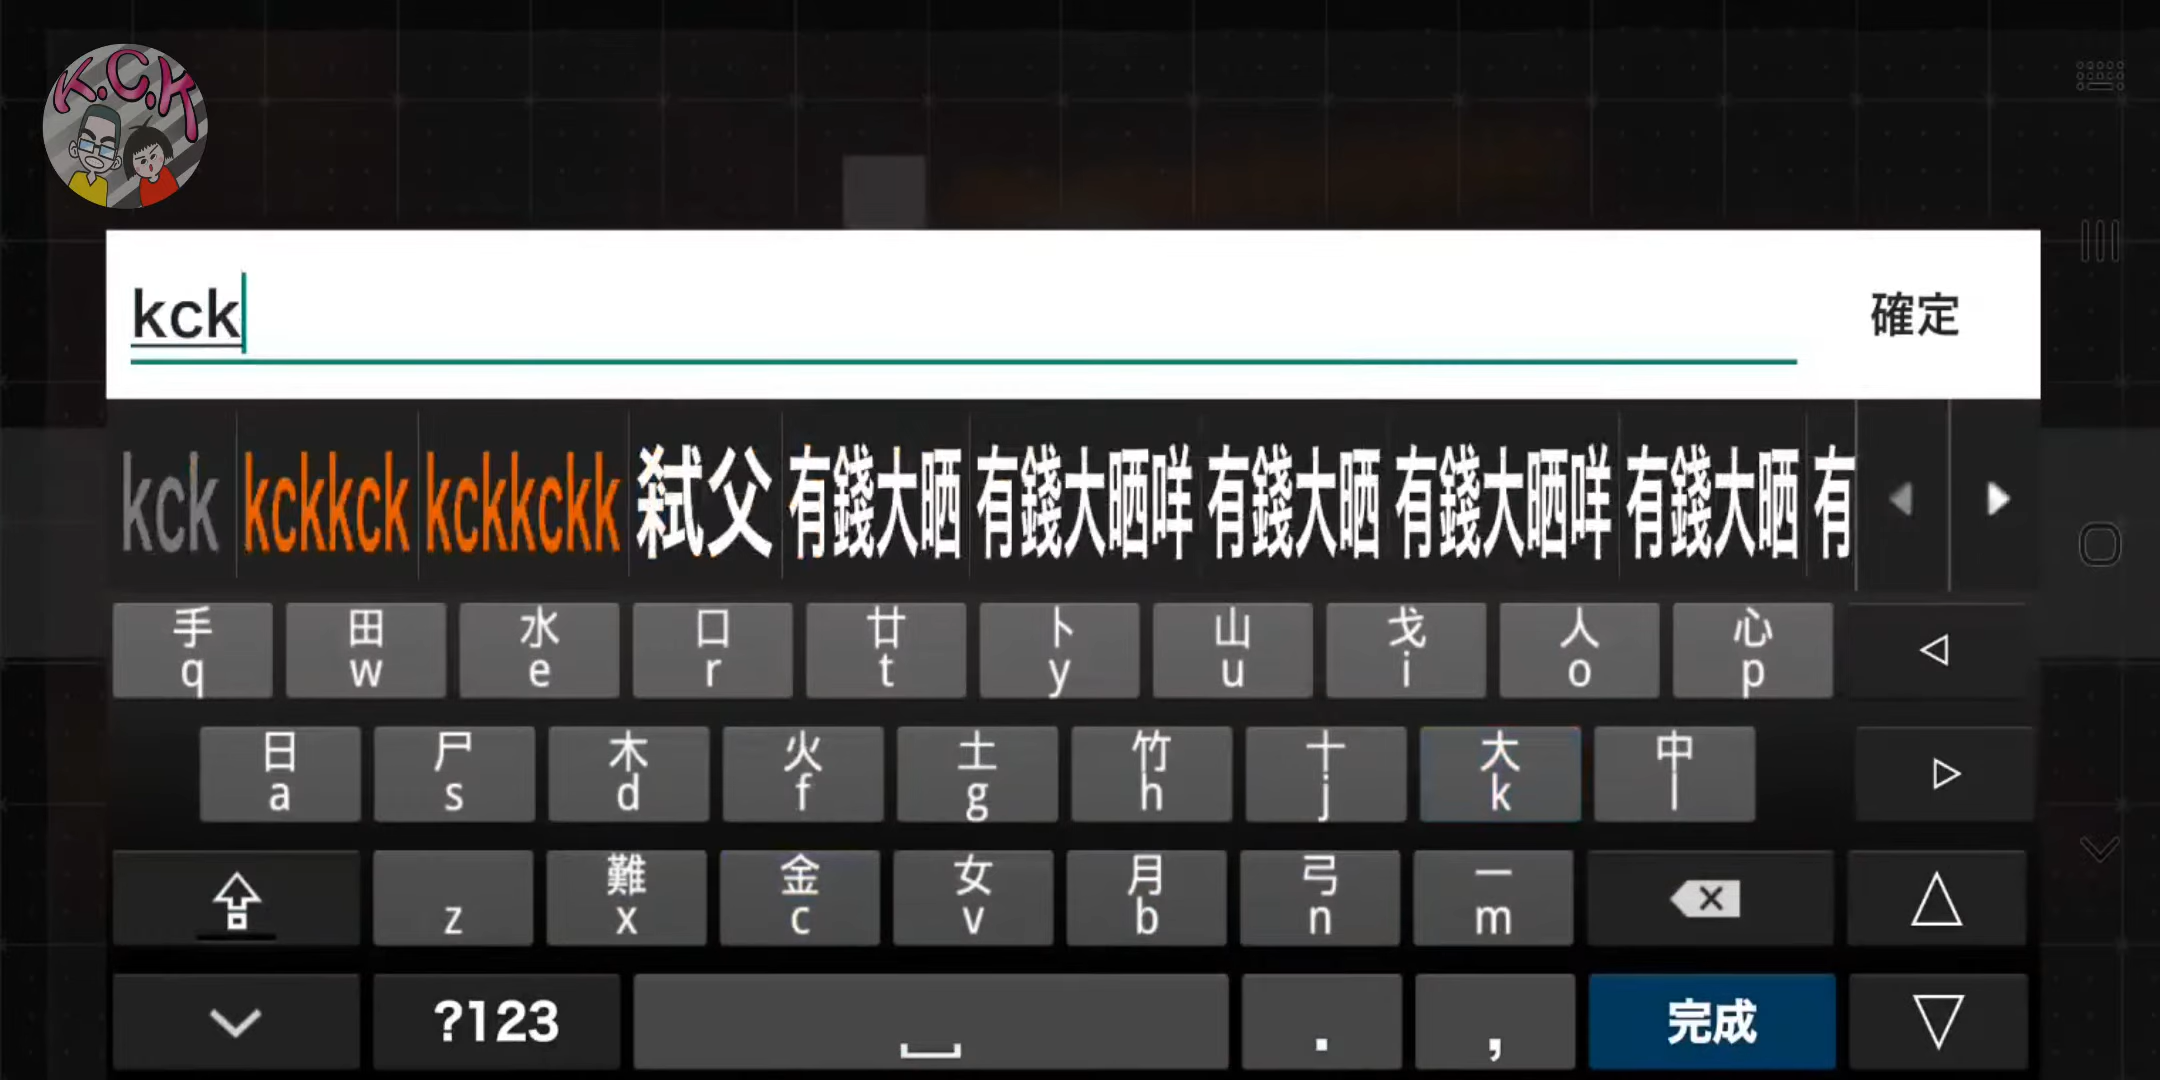 K.C.K
kck 確定
kck kckkck kckkckk 弒父 有錢大晒 有錢大晒咩 有錢大晒 有錢大晒咩 有錢大晒 有
手 田 水 口 廿 卜 山 戈 人 心
q w e r t y u i o p
日 尸 木 火 土 竹 十 大 中
a s d f g h j k l
難 金 女 月 弓 一
z x c v b n m
?123 . , 完成